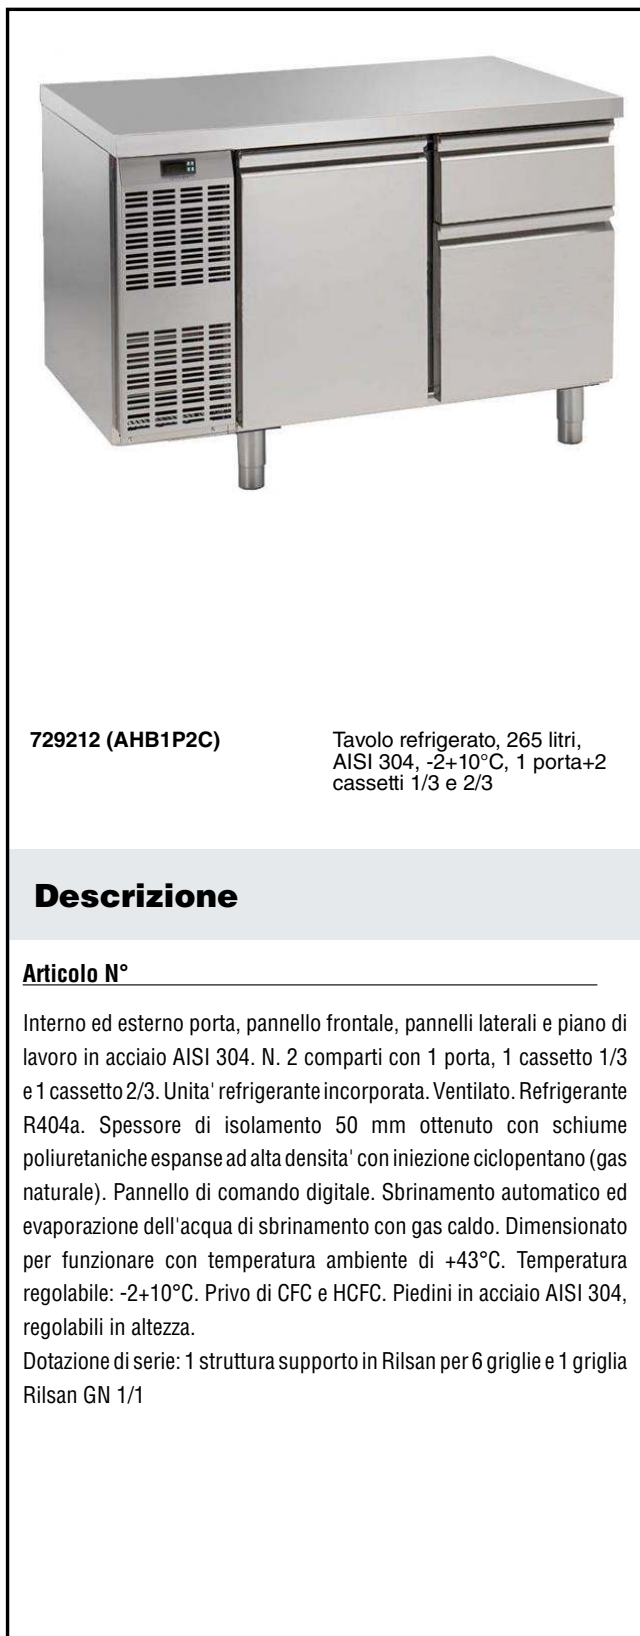 729212 (AHB1P2C)
Tavolo refrigerato, 265 litri,
AISI 304, -2+10°C, 1 porta+2
cassetti 1/3 e 2/3
Descrizione
Articolo N°
Interno ed esterno porta, pannello frontale, pannelli laterali e piano di
lavoro in acciaio AISI 304. N. 2 comparti con 1 porta, 1 cassetto 1/3
e 1 cassetto 2/3. Unita' refrigerante incorporata. Ventilato. Refrigerante
R404a. Spessore di isolamento 50 mm ottenuto con schiume
poliuretaniche espanse ad alta densita' con iniezione ciclopentano (gas
naturale). Pannello di comando digitale. Sbrinamento automatico ed
evaporazione dell'acqua di sbrinamento con gas caldo. Dimensionato
per funzionare con temperatura ambiente di +43°C. Temperatura
regolabile: -2+10°C. Privo di CFC e HCFC. Piedini in acciaio AISI 304,
regolabili in altezza.
Dotazione di serie: 1 struttura supporto in Rilsan per 6 griglie e 1 griglia
Rilsan GN 1/1